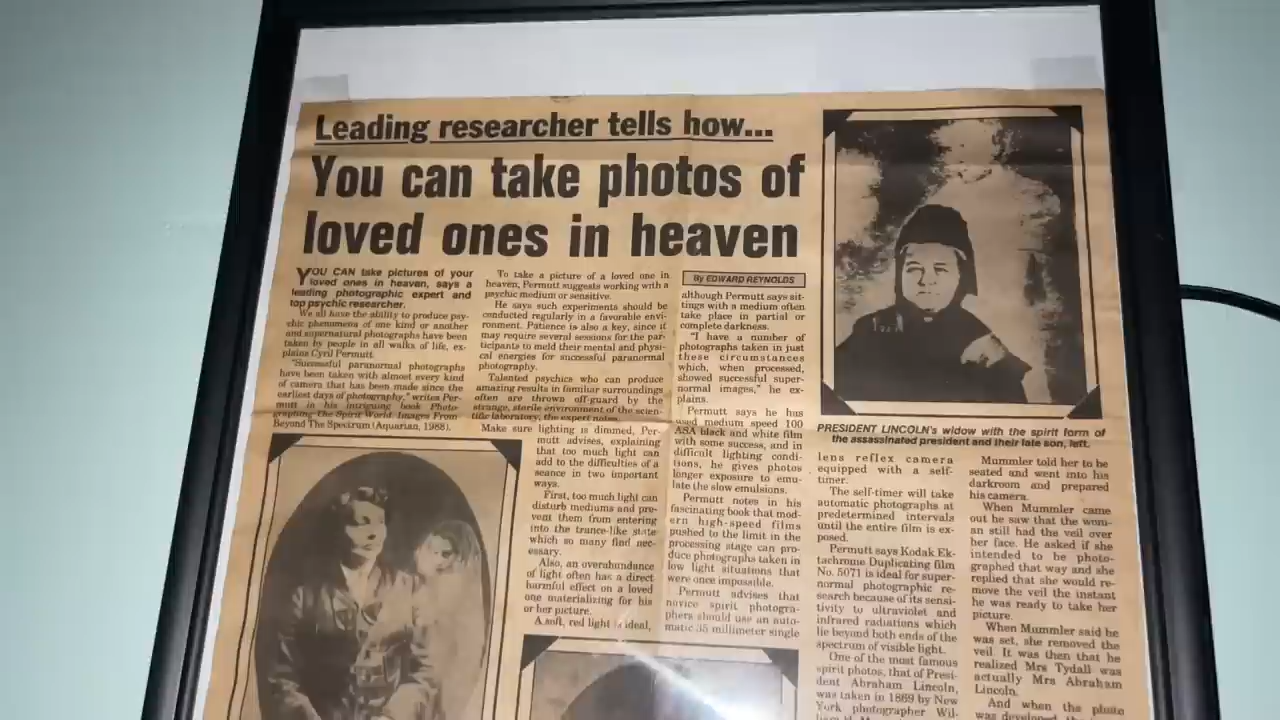 Leading researcher tells how...
You can take photos of
loved ones in heaven
YOU CAN take pictures of your
loved ones in heaven, says a
leading photographic expert and
top psychic researcher.
We all have the ability to produce psy-
chic phenomena of one kind or another
and supernatural photographs have been
taken by people in all walks of life, ex-
plains Cyril Permutt.
"Successful paranormal photographs
have been taken with almost every kind
of camera that has been made since the
earliest days of photography," writes Per-
mutt in his intriguing book Photo-
graphing the Spirit World: Images From
Beyond The Spectrum (Aquarian, 1988).
To take a picture of a loved one in
heaven, Permutt suggests working with a
psychic medium or sensitive.
He says such experiments should be
conducted regularly in a favorable envi-
ronment. Patience is also a key, since it
may require several sessions for the par-
ticipants to meld their mental and physi-
cal energies for successful paranormal
photography.
Talented psychics who can produce
amazing results in familiar surroundings
often are thrown off-guard by the
strange, sterile environment of the scien-
tific laboratory, the expert notes.
Make sure lighting is dimmed, Per-
mutt advises, explaining
that too much light can
add to the difficulties of a
seance in two important
ways.
First, too much light can
disturb mediums and pre-
vent them from entering
into the trance-like state
which so many find nec-
essary.
Also, an overabundance
of light often has a direct
harmful effect on a loved
one materializing for his
or her picture.
A soft, red light is ideal,
By EDWARD REYNOLDS
although Permutt says sit-
tings with a medium often
take place in partial or
complete darkness.
"I have a number of
photographs taken in just
these circumstances
which, when processed,
showed successful super-
normal images," he ex-
plains.
Permutt says he has
used medium speed 100
ASA black and white film
with some success, and in
difficult lighting condi-
tions, he gives photos
longer exposure to emu-
late the slow emulsions.
Permutt notes in his
fascinating book that mod-
ern high-speed films
pushed to the limit in the
processing stage can pro-
duce photographs taken in
low light situations that
were once impossible.
Permutt advises that
novice spirit photogra-
phers should use an auto-
matic 35 millimeter single
PRESIDENT LINCOLN's widow with the spirit form of
the assassinated president and their late son, left.
lens reflex camera
equipped with a self-
timer.
The self-timer will take
automatic photographs at
predetermined intervals
until the entire film is ex-
posed.
Permutt says Kodak Ek-
tachrome Duplicating film
No. 5071 is ideal for super-
normal photographic re-
search because of its sensi-
tivity to ultraviolet and
infrared radiations which
lie beyond both ends of the
spectrum of visible light.
One of the most famous
spirit photos, that of Presi-
dent Abraham Lincoln,
was taken in 1869 by New
York photographer Wil-
Mummler told her to be
seated and went into his
darkroom and prepared
his camera.
When Mummler came
out he saw that the wom-
an still had the veil over
her face. He asked if she
intended to be photo-
graphed that way and she
replied that she would re-
move the veil the instant
he was ready to take her
picture.
When Mummler said he
was set, she removed the
veil. It was then that he
realized Mrs Tydall was
actually Mrs Abraham
Lincoln.
And when the photo
was developed, the